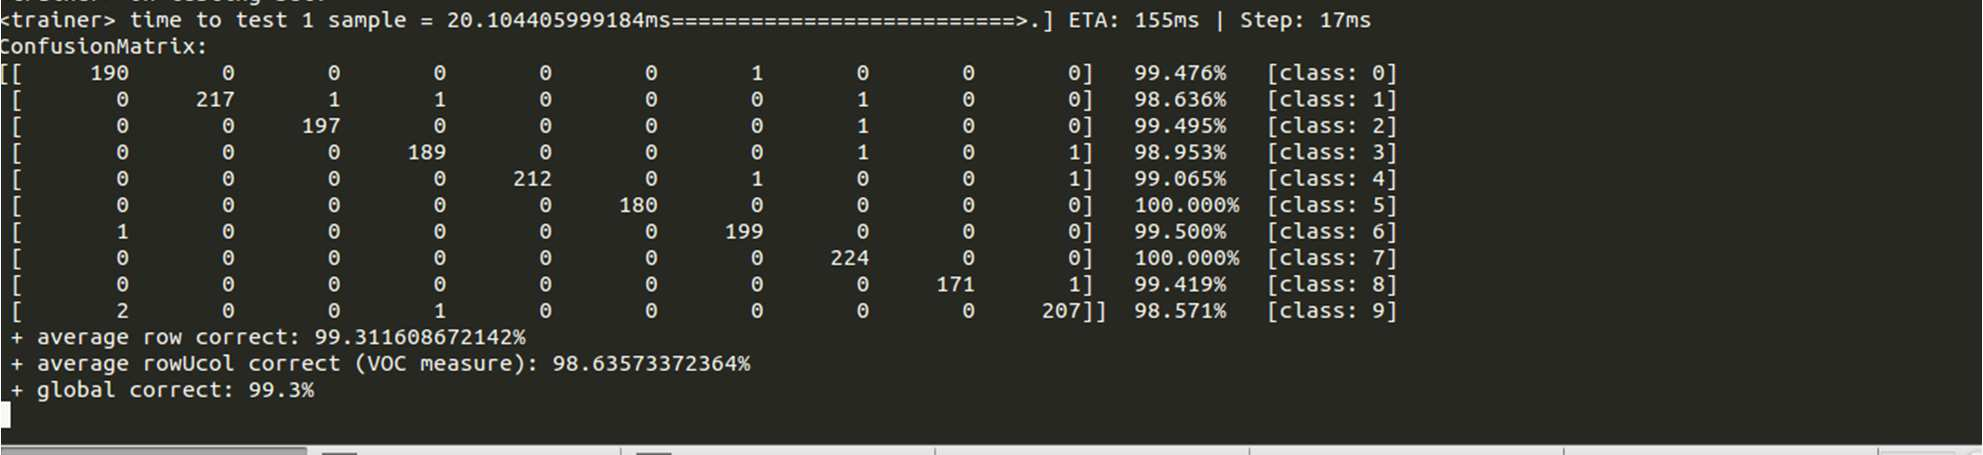 <trainer> time to test 1 sample = 20.104405999184ms==========================>.] ETA: 155ms | Step: 17ms
ConfusionMatrix:
[[ 190 0 0 0 0 0 1 0 0 0] 99.476% [class: 0]
[ 0 217 1 1 0 0 0 1 0 0] 98.636% [class: 1]
[ 0 0 197 0 0 0 0 1 0 0] 99.495% [class: 2]
[ 0 0 0 189 0 0 0 1 0 1] 98.953% [class: 3]
[ 0 0 0 0 212 0 1 0 0 1] 99.065% [class: 4]
[ 0 0 0 0 0 180 0 0 0 0] 100.000% [class: 5]
[ 1 0 0 0 0 0 199 0 0 0] 99.500% [class: 6]
[ 0 0 0 0 0 0 0 224 0 0] 100.000% [class: 7]
[ 0 0 0 0 0 0 0 0 171 1] 99.419% [class: 8]
[ 2 0 0 1 0 0 0 0 0 207]] 98.571% [class: 9]
+ average row correct: 99.311608672142%
+ average rowUcol correct (VOC measure): 98.63573372364%
+ global correct: 99.3%